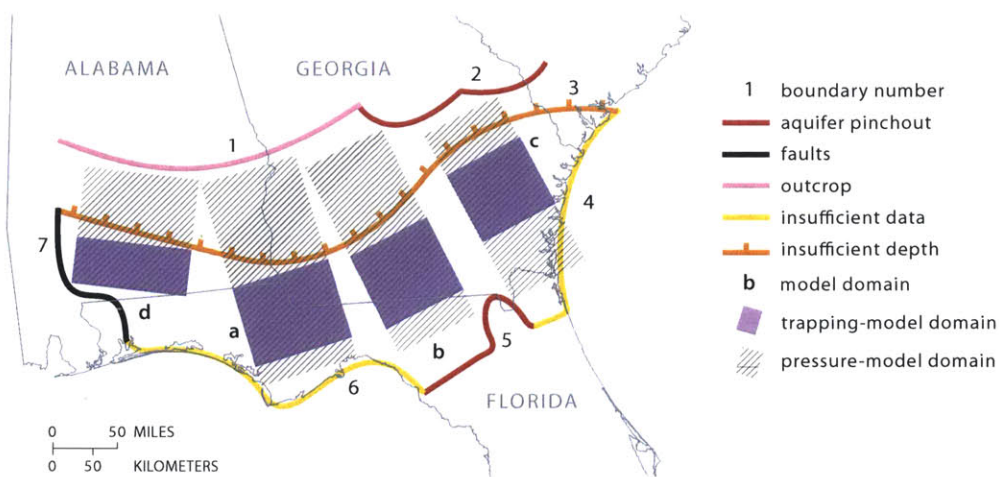 ALABAMA
GEORGIA
2
3
1
c
4
7
d
a
b
5
6
FLORIDA
0 50 MILES
0 50 KILOMETERS
1 boundary number
aquifer pinchout
faults
outcrop
insufficient data
insufficient depth
b model domain
trapping-model domain
pressure-model domain